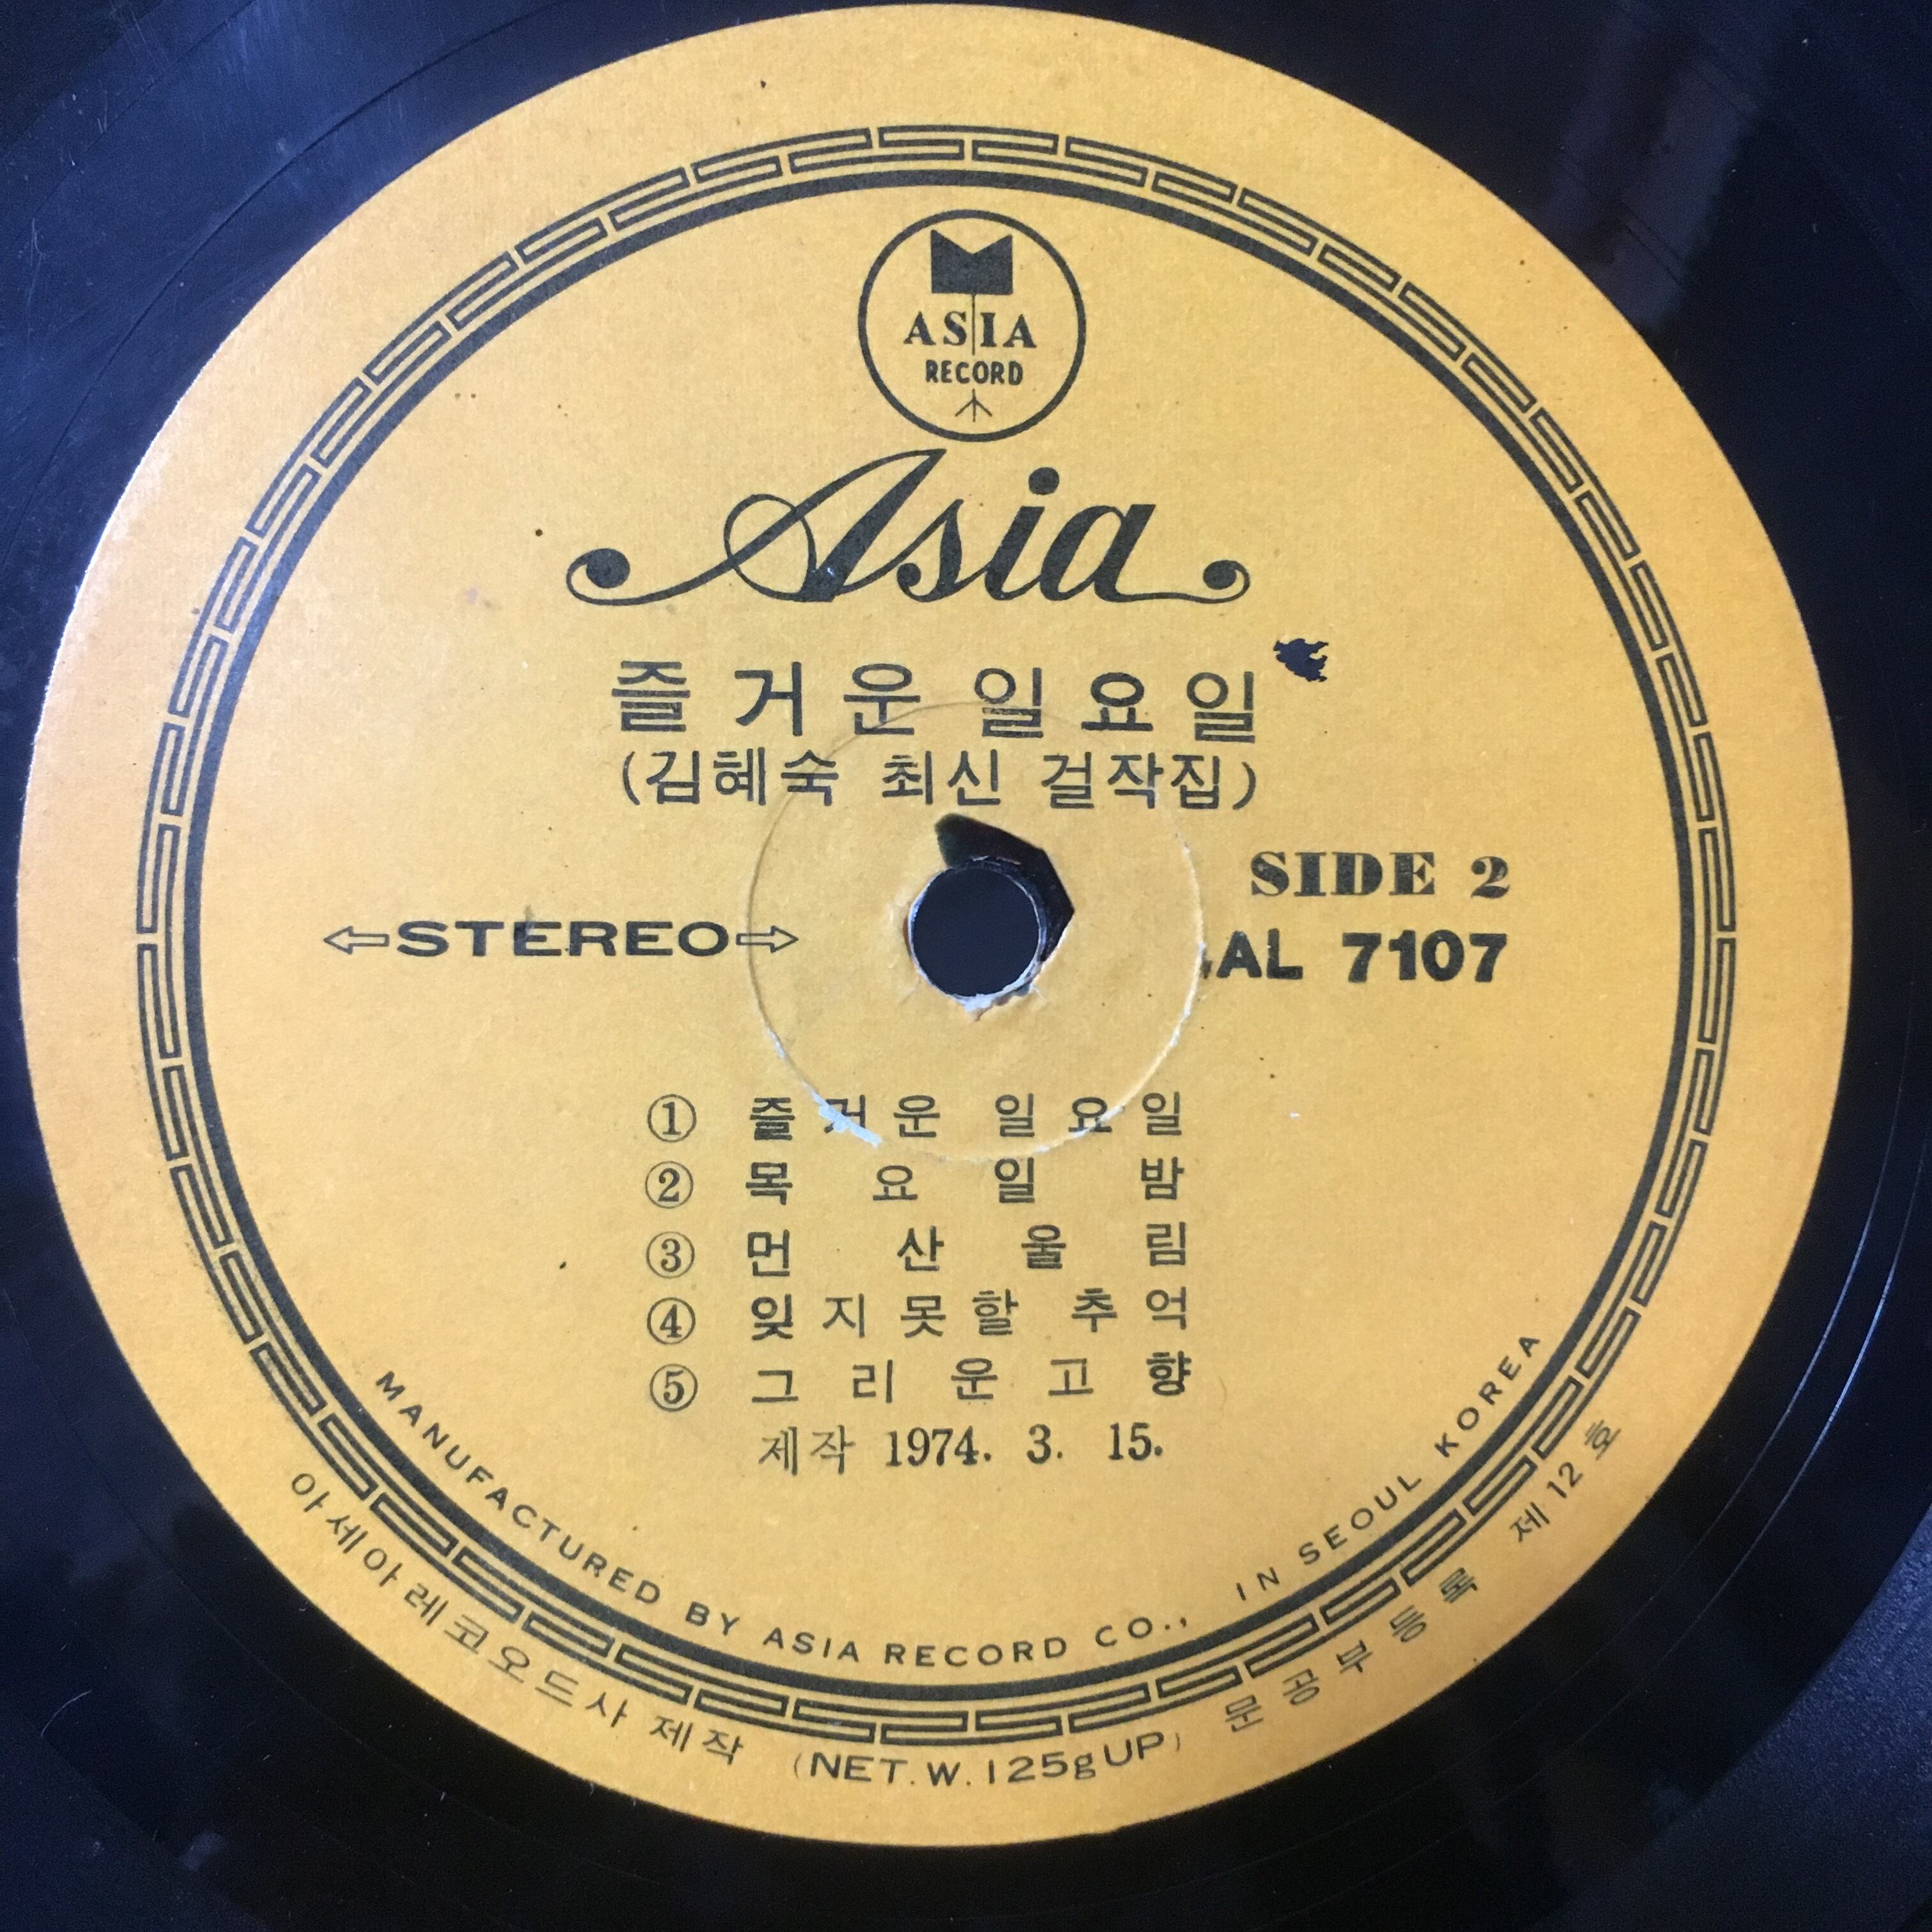 ASIA
RECORD
Asia
즐거운 일요일
(김혜숙 최신 걸작집)
SIDE 2
STEREO
AL 7107
① 즐거운 일요일
② 목요일 밤
③ 먼 산울림
④ 잊지못할 추억
⑤ 그리운 고향
제작 1974. 3. 15.
MANUFACTURED BY ASIA RECORD CO., IN SEOUL KOREA
아세아 레코오드사 제작 (NET. W. 125g UP) 문공부 등록 제 12 호